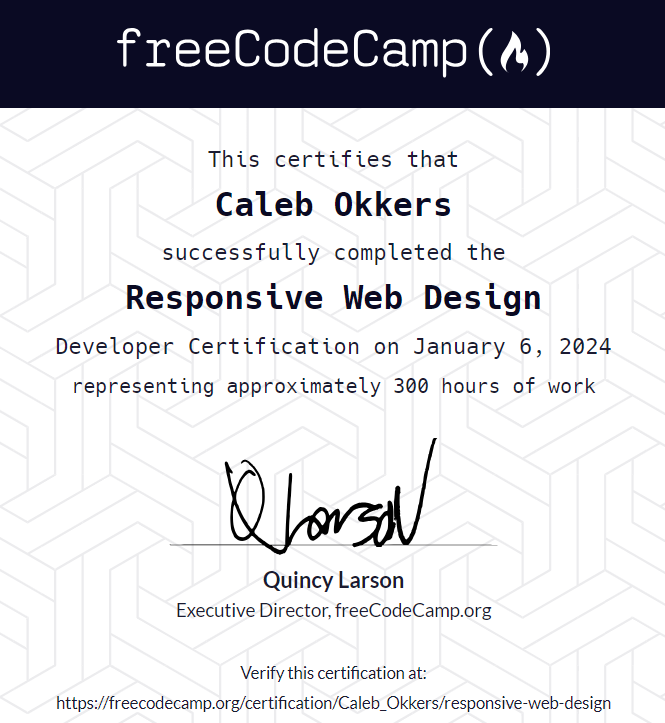 freeCodeCamp(🔥)
This certifies that
Caleb Okkers
successfully completed the
Responsive Web Design
Developer Certification on January 6, 2024
representing approximately 300 hours of work
Q Larson
Quincy Larson
Executive Director, freeCodeCamp.org
Verify this certification at:
https://freecodecamp.org/certification/Caleb_Okkers/responsive-web-design